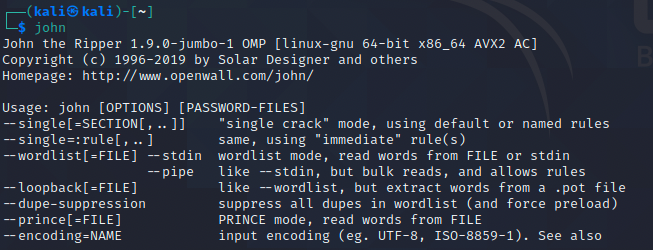 ┌──(kali㉿kali)-[~]
└─$ john
John the Ripper 1.9.0-jumbo-1 OMP [linux-gnu 64-bit x86_64 AVX2 AC]
Copyright (c) 1996-2019 by Solar Designer and others
Homepage: http://www.openwall.com/john/

Usage: john [OPTIONS] [PASSWORD-FILES]
--single[=SECTION[,..]]    "single crack" mode, using default or named rules
--single=:rule[,..]        same, using "immediate" rule(s)
--wordlist[=FILE] --stdin  wordlist mode, read words from FILE or stdin
                  --pipe   like --stdin, but bulk reads, and allows rules
--loopback[=FILE]          like --wordlist, but extract words from a .pot file
--dupe-suppression         suppress all dupes in wordlist (and force preload)
--prince[=FILE]            PRINCE mode, read words from FILE
--encoding=NAME            input encoding (eg. UTF-8, ISO-8859-1). See also